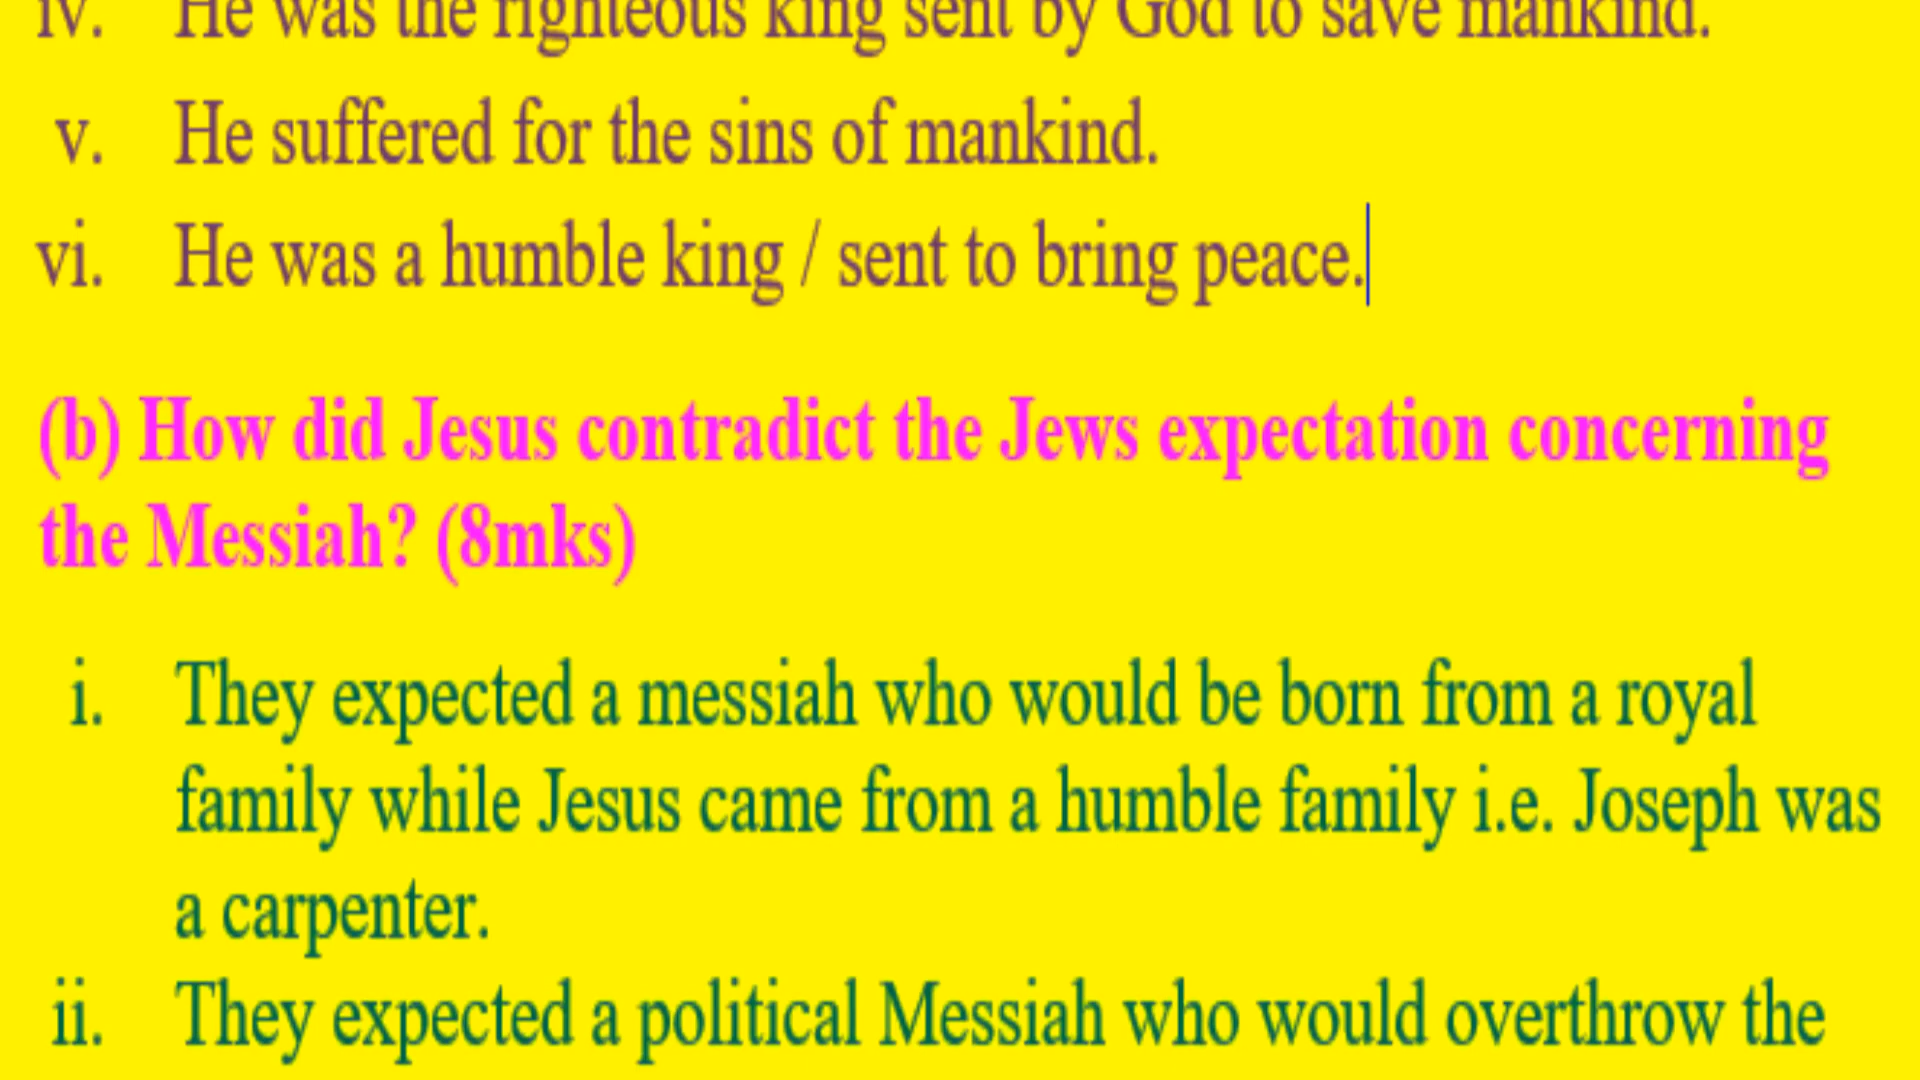 iv. He was the righteous king sent by God to save mankind.
v. He suffered for the sins of mankind.
vi. He was a humble king / sent to bring peace.
(b) How did Jesus contradict the Jews expectation concerning
the Messiah? (8mks)
i. They expected a messiah who would be born from a royal
family while Jesus came from a humble family i.e. Joseph was
a carpenter.
ii. They expected a political Messiah who would overthrow the